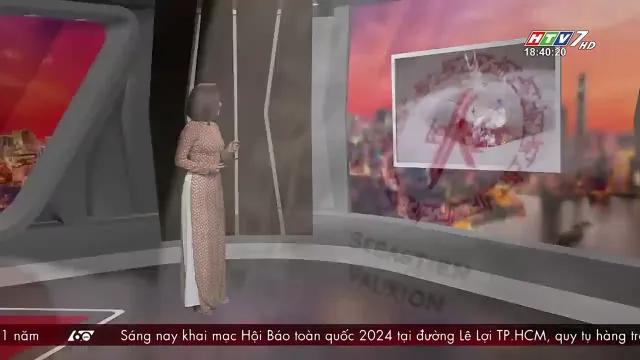 HTV7 HD
18:40:20
SEBASTIEN
VAUXION
1 năm 60 Sáng nay khai mạc Hội Báo toàn quốc 2024 tại đường Lê Lợi TP.HCM, quy tụ hàng tr